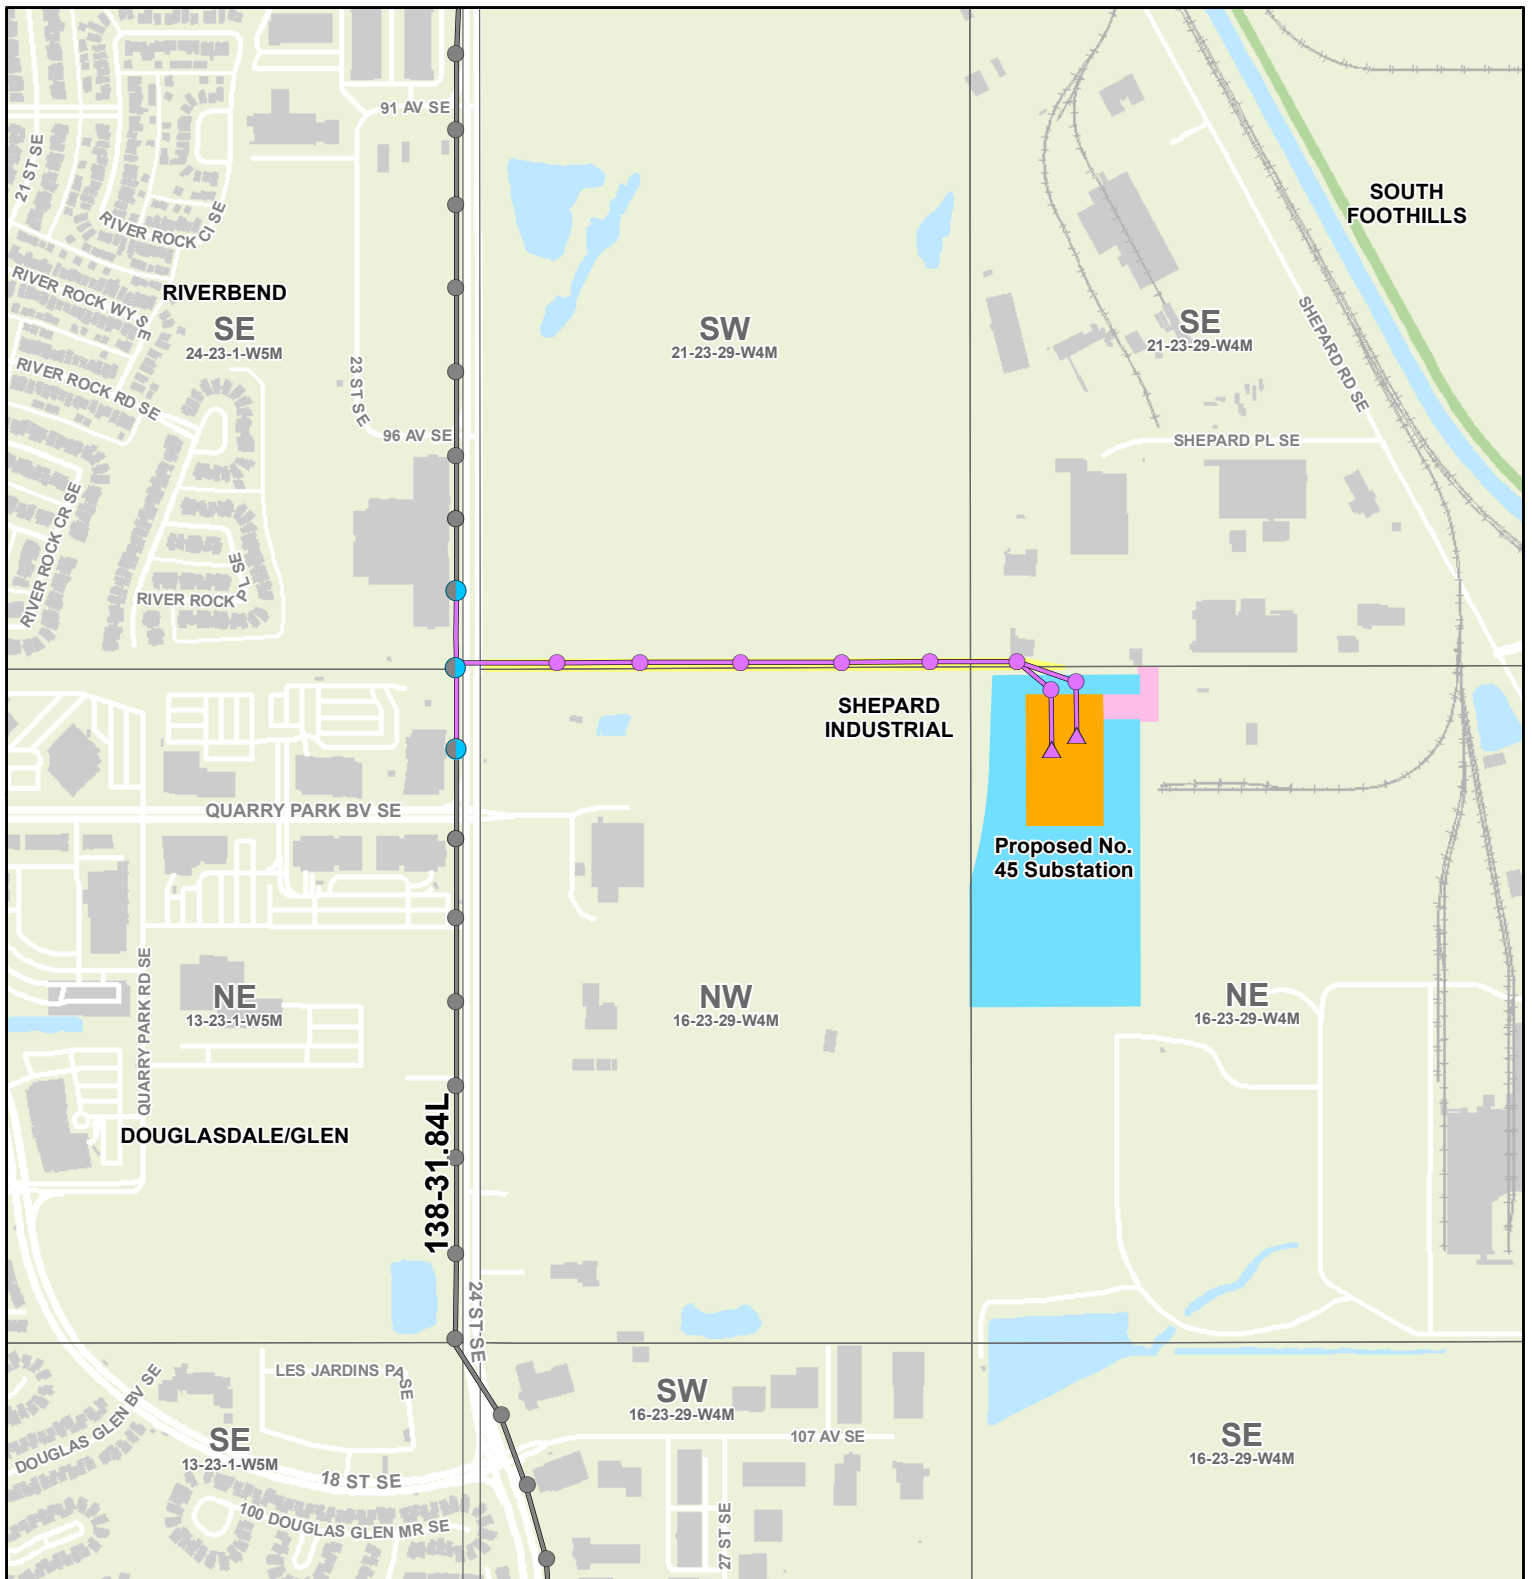 91 AV SE
21 ST SE
SOUTH
FOOTHILLS
RIVER ROCK CI SE
RIVER ROCK WY SE
RIVERBEND
SE
24-23-1-W5M
SW
21-23-29-W4M
SE
21-23-29-W4M
SHEPARD RD SE
RIVER ROCK RD SE
23 ST SE
96 AV SE
SHEPARD PL SE
RIVER ROCK CR SE
RIVER ROCK PL SE
SHEPARD
INDUSTRIAL
QUARRY PARK BV SE
Proposed No.
45 Substation
QUARRY PARK RD SE
NE
13-23-1-W5M
NW
16-23-29-W4M
NE
16-23-29-W4M
DOUGLASDALE/GLEN
138-31.84L
24 ST SE
LES JARDINS PA SE
DOUGLAS GLEN BV SE
SW
16-23-29-W4M
107 AV SE
SE
13-23-1-W5M
SE
16-23-29-W4M
18 ST SE
100 DOUGLAS GLEN MR SE
27 ST SE